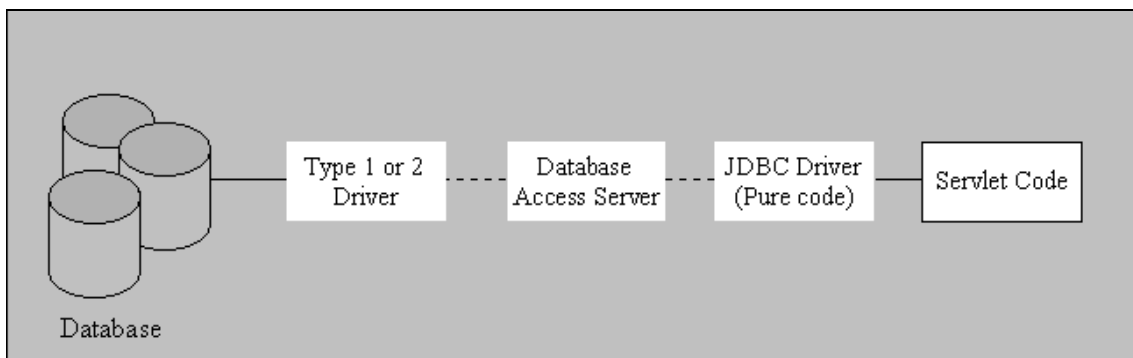 Type 1 or 2
Driver
Database
Access Server
JDBC Driver
(Pure code)
Servlet Code
Database